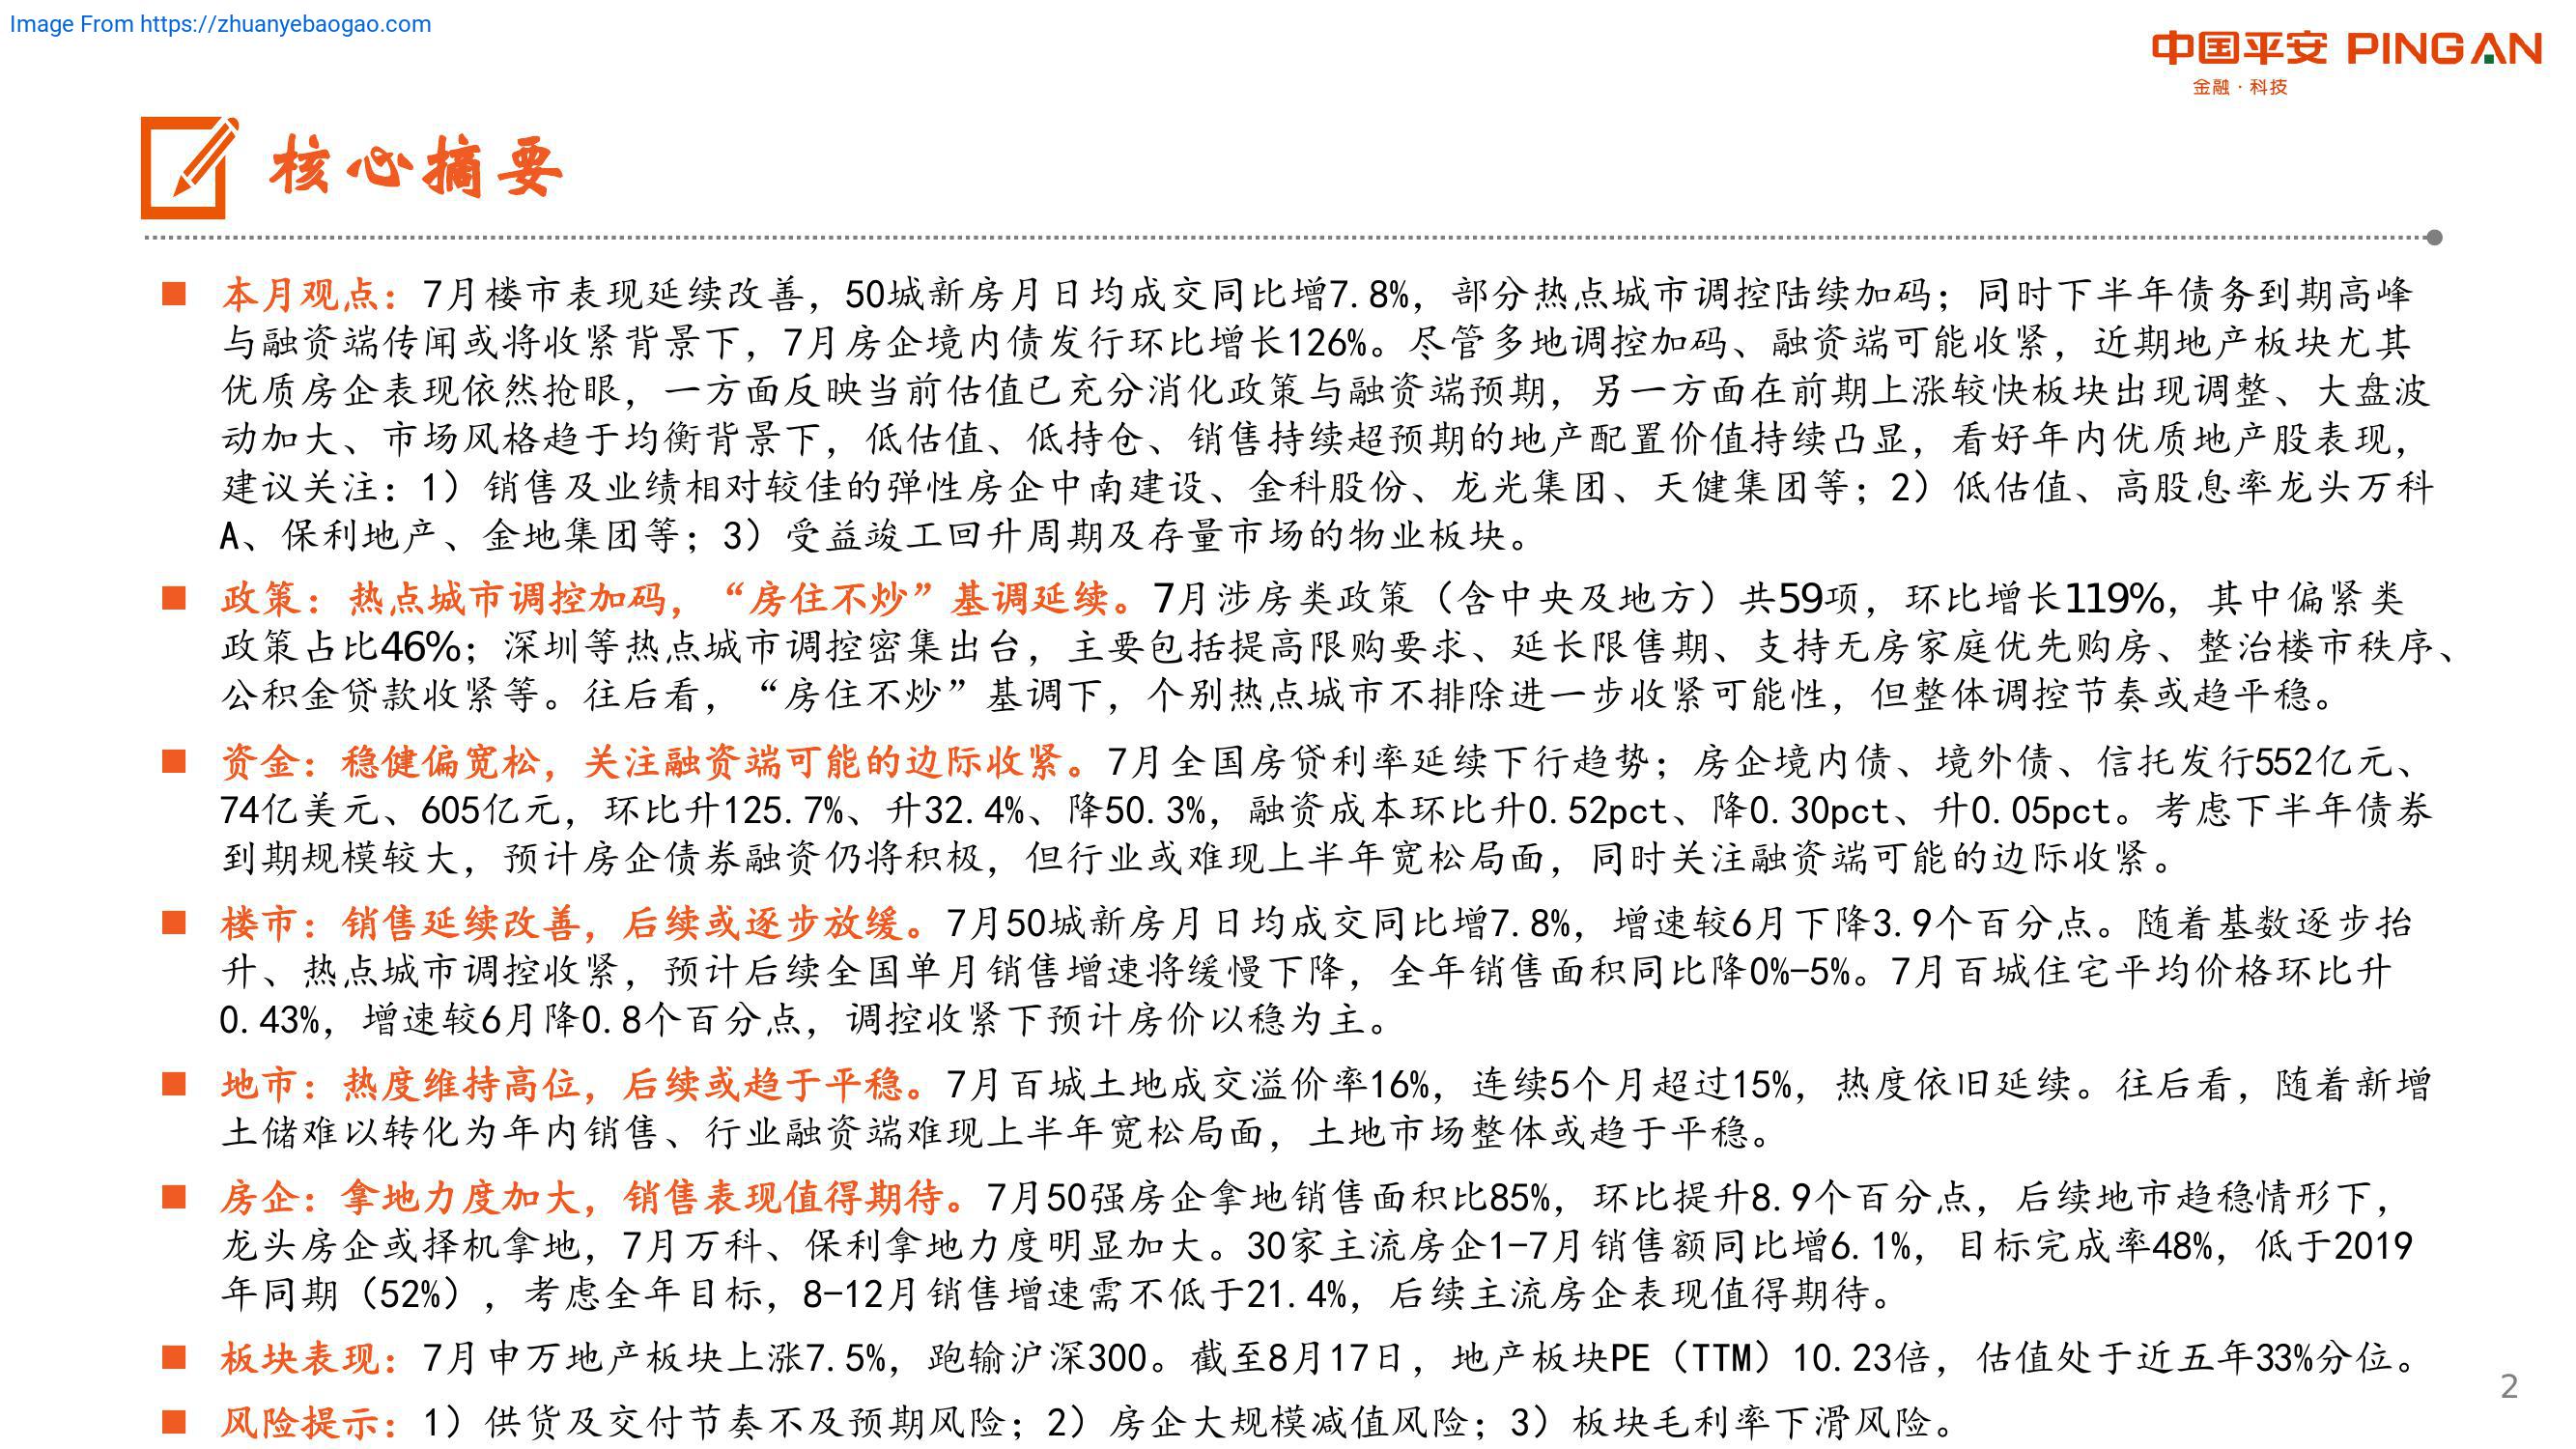 Image From https://zhuanyebaogao.com
中国平安 PINGAN
金融·科技
核心摘要
本月观点：7月楼市表现延续改善，50城新房月日均成交同比增7.8%，部分热点城市调控陆续加码；同时下半年债务到期高峰
与融资端传闻或将收紧背景下，7月房企境内债发行环比增长126%。尽管多地调控加码、融资端可能收紧，近期地产板块尤其
优质房企表现依然抢眼，一方面反映当前估值已充分消化政策与融资端预期，另一方面在前期上涨较快板块出现调整、大盘波
动加大、市场风格趋于均衡背景下，低估值、低持仓、销售持续超预期的地产配置价值持续凸显，看好年内优质地产股表现，
建议关注：1）销售及业绩相对较佳的弹性房企中南建设、金科股份、龙光集团、天健集团等；2）低估值、高股息率龙头万科
A、保利地产、金地集团等；3）受益竣工回升周期及存量市场的物业板块。
政策：热点城市调控加码，“房住不炒”基调延续。7月涉房类政策（含中央及地方）共59项，环比增长119%，其中偏紧类
政策占比46%；深圳等热点城市调控密集出台，主要包括提高限购要求、延长限售期、支持无房家庭优先购房、整治楼市秩序、
公积金贷款收紧等。往后看，“房住不炒”基调下，个别热点城市不排除进一步收紧可能性，但整体调控节奏或趋平稳。
资金：稳健偏宽松，关注融资端可能的边际收紧。7月全国房贷利率延续下行趋势；房企境内债、境外债、信托发行552亿元、
74亿美元、605亿元，环比升125.7%、升32.4%、降50.3%，融资成本环比升0.52pct、降0.30pct、升0.05pct。考虑下半年债券
到期规模较大，预计房企债券融资仍将积极，但行业或难现上半年宽松局面，同时关注融资端可能的边际收紧。
楼市：销售延续改善，后续或逐步放缓。7月50城新房月日均成交同比增7.8%，增速较6月下降3.9个百分点。随着基数逐步抬
升、热点城市调控收紧，预计后续全国单月销售增速将缓慢下降，全年销售面积同比降0%-5%。7月百城住宅平均价格环比升
0.43%，增速较6月降0.8个百分点，调控收紧下预计房价以稳为主。
地市：热度维持高位，后续或趋于平稳。7月百城土地成交溢价率16%，连续5个月超过15%，热度依旧延续。往后看，随着新增
土储难以转化为年内销售、行业融资端难现上半年宽松局面，土地市场整体或趋于平稳。
房企：拿地力度加大，销售表现值得期待。7月50强房企拿地销售面积比85%，环比提升8.9个百分点，后续地市趋稳情形下，
龙头房企或择机拿地，7月万科、保利拿地力度明显加大。30家主流房企1-7月销售额同比增6.1%，目标完成率48%，低于2019
年同期（52%），考虑全年目标，8-12月销售增速需不低于21.4%，后续主流房企表现值得期待。
板块表现：7月申万地产板块上涨7.5%，跑输沪深300。截至8月17日，地产板块PE（TTM）10.23倍，估值处于近五年33%分位。
风险提示：1）供货及交付节奏不及预期风险；2）房企大规模减值风险；3）板块毛利率下滑风险。
2